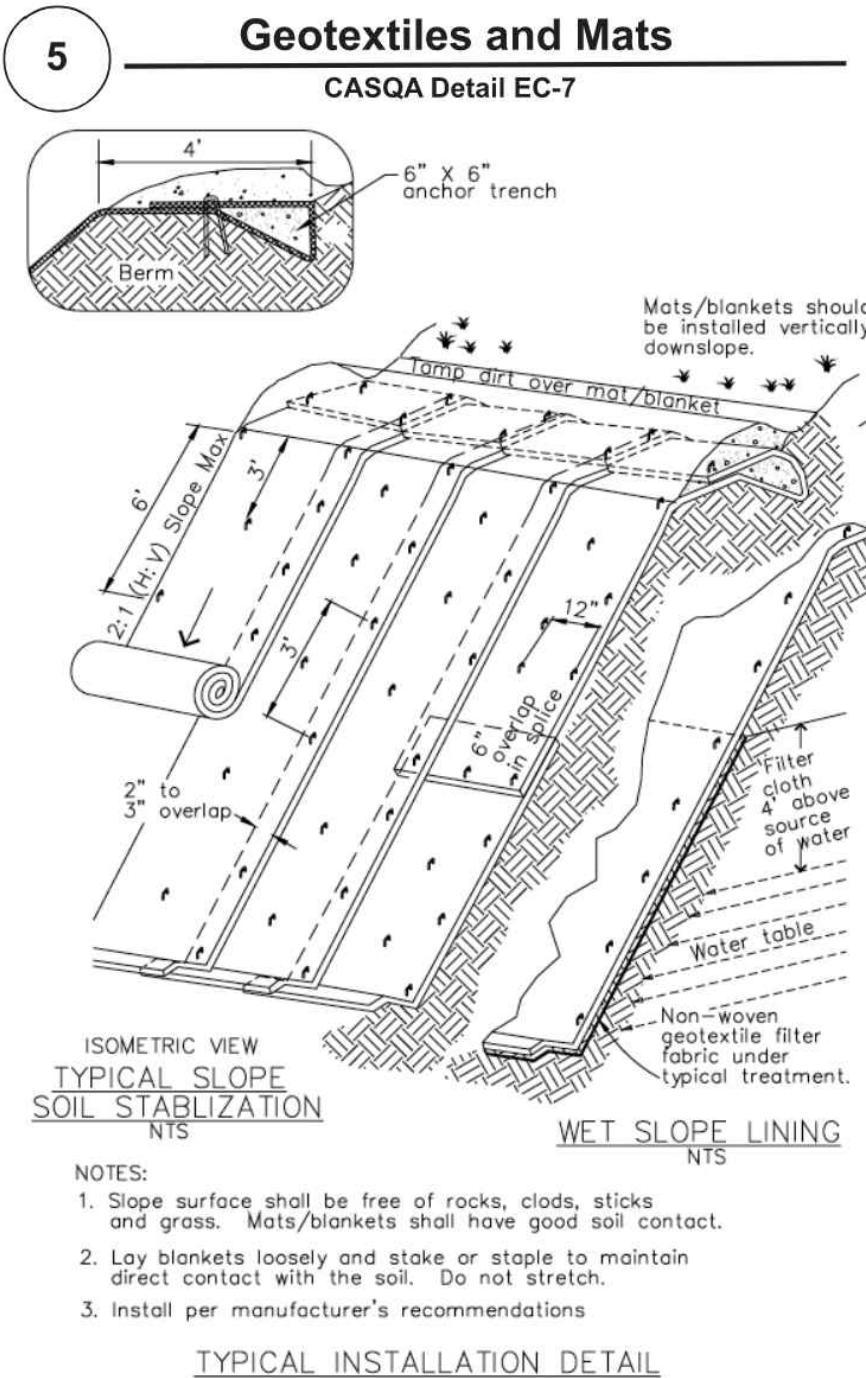 5
Geotextiles and Mats
CASQA Detail EC-7
4'
6" X 6"
anchor trench
Berm
Mats/blankets should
be installed vertically
downslope.
Tamp dirt over mat/blanket
6'
3'
2:1 (H:V) Slope Max
12"
3'
6"
overlap
in splice
2" to
3" overlap
Filter
cloth
4' above
source
of water
Water table
Non-woven
geotextile filter
fabric under
typical treatment.
ISOMETRIC VIEW
TYPICAL SLOPE
SOIL STABLIZATION
NTS
WET SLOPE LINING
NTS
NOTES:
1. Slope surface shall be free of rocks, clods, sticks
and grass. Mats/blankets shall have good soil contact.
2. Lay blankets loosely and stake or staple to maintain
direct contact with the soil. Do not stretch.
3. Install per manufacturer's recommendations
TYPICAL INSTALLATION DETAIL